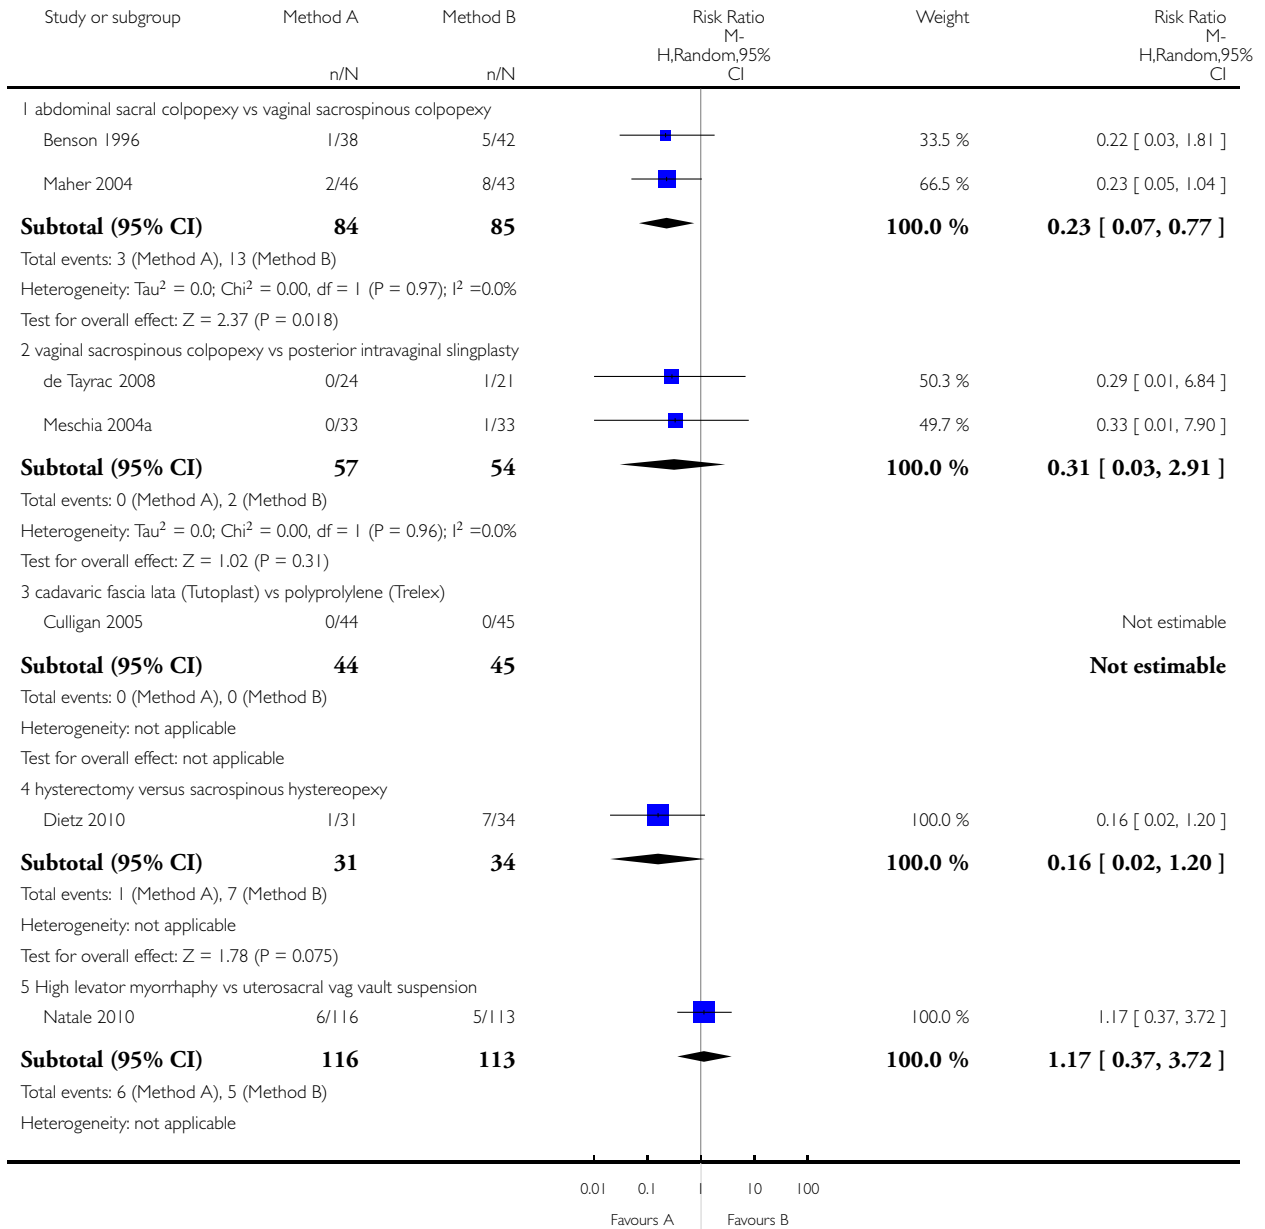 Study or subgroup Method A Method B Risk Ratio Weight Risk Ratio
M- M-
H,Random,95% H,Random,95%
n/N n/N CI CI
1 abdominal sacral colpopexy vs vaginal sacrospinous colpopexy
Benson 1996 1/38 5/42 33.5 % 0.22 [ 0.03, 1.81 ]
Maher 2004 2/46 8/43 66.5 % 0.23 [ 0.05, 1.04 ]
Subtotal (95% CI) 84 85 100.0 % 0.23 [ 0.07, 0.77 ]
Total events: 3 (Method A), 13 (Method B)
Heterogeneity: Tau² = 0.0; Chi² = 0.00, df = 1 (P = 0.97); I² =0.0%
Test for overall effect: Z = 2.37 (P = 0.018)
2 vaginal sacrospinous colpopexy vs posterior intravaginal slingplasty
de Tayrac 2008 0/24 1/21 50.3 % 0.29 [ 0.01, 6.84 ]
Meschia 2004a 0/33 1/33 49.7 % 0.33 [ 0.01, 7.90 ]
Subtotal (95% CI) 57 54 100.0 % 0.31 [ 0.03, 2.91 ]
Total events: 0 (Method A), 2 (Method B)
Heterogeneity: Tau² = 0.0; Chi² = 0.00, df = 1 (P = 0.96); I² =0.0%
Test for overall effect: Z = 1.02 (P = 0.31)
3 cadavaric fascia lata (Tutoplast) vs polyprolylene (Trelex)
Culligan 2005 0/44 0/45 Not estimable
Subtotal (95% CI) 44 45 Not estimable
Total events: 0 (Method A), 0 (Method B)
Heterogeneity: not applicable
Test for overall effect: not applicable
4 hysterectomy versus sacrospinous hystereopexy
Dietz 2010 1/31 7/34 100.0 % 0.16 [ 0.02, 1.20 ]
Subtotal (95% CI) 31 34 100.0 % 0.16 [ 0.02, 1.20 ]
Total events: 1 (Method A), 7 (Method B)
Heterogeneity: not applicable
Test for overall effect: Z = 1.78 (P = 0.075)
5 High levator myorrhaphy vs uterosacral vag vault suspension
Natale 2010 6/116 5/113 100.0 % 1.17 [ 0.37, 3.72 ]
Subtotal (95% CI) 116 113 100.0 % 1.17 [ 0.37, 3.72 ]
Total events: 6 (Method A), 5 (Method B)
Heterogeneity: not applicable
0.01 0.1 1 10 100
Favours A Favours B